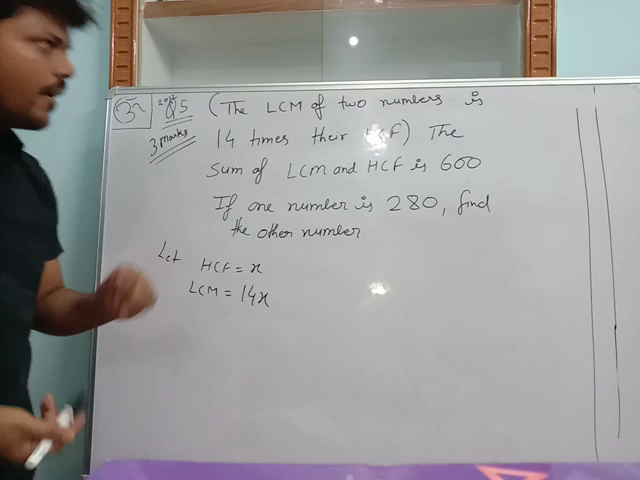 2017 Q5 (The LCM of two numbers is
3 marks 14 times their HCF) The
Sum of LCM and HCF is 600
If one number is 280, find
the other number
Let HCF = x
LCM = 14x